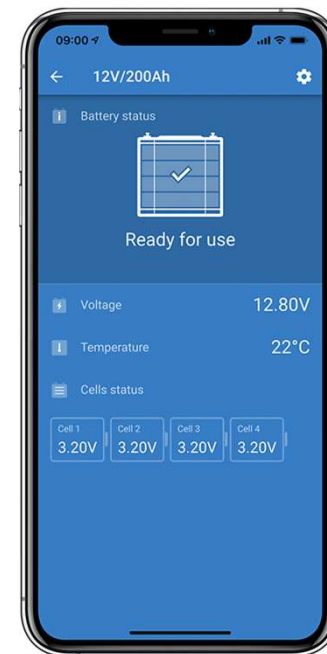 09:00
12V/200Ah
Battery status
Ready for use
Voltage 12.80V
Temperature 22°C
Cells status
Cell 1 Cell 2 Cell 3 Cell 4
3.20V 3.20V 3.20V 3.20V